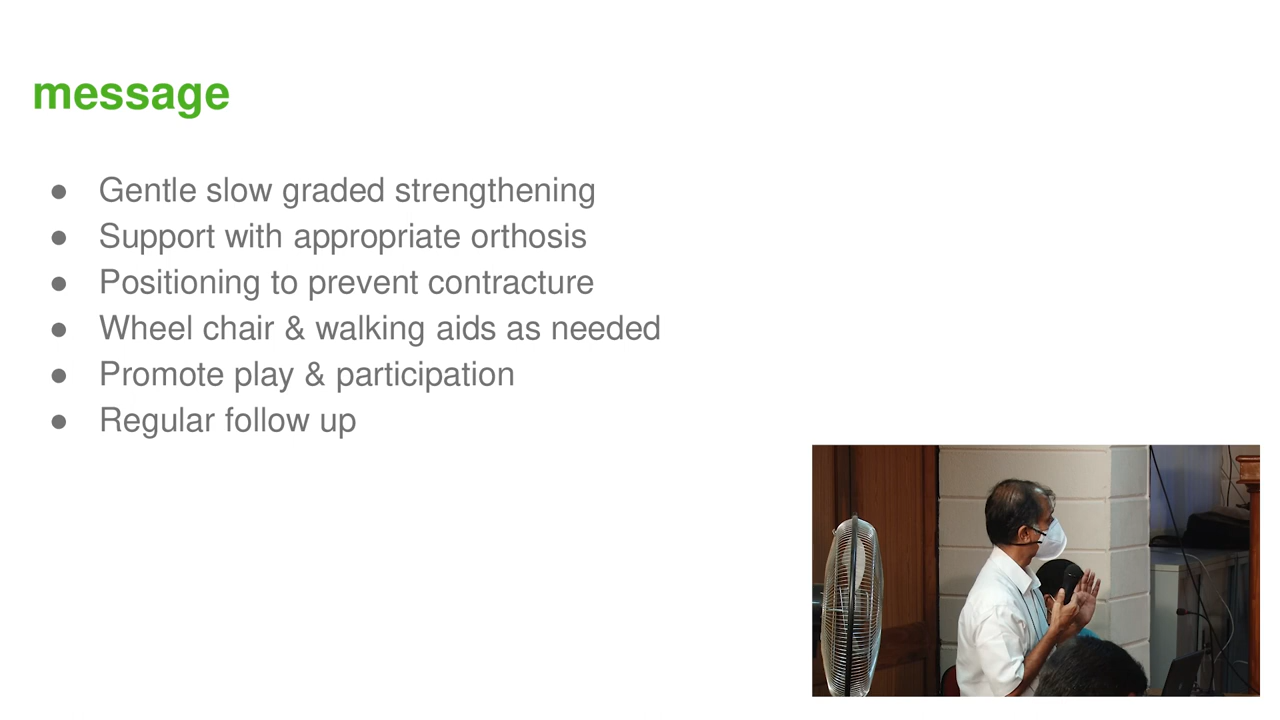 message
● Gentle slow graded strengthening
● Support with appropriate orthosis
● Positioning to prevent contracture
● Wheel chair & walking aids as needed
● Promote play & participation
● Regular follow up